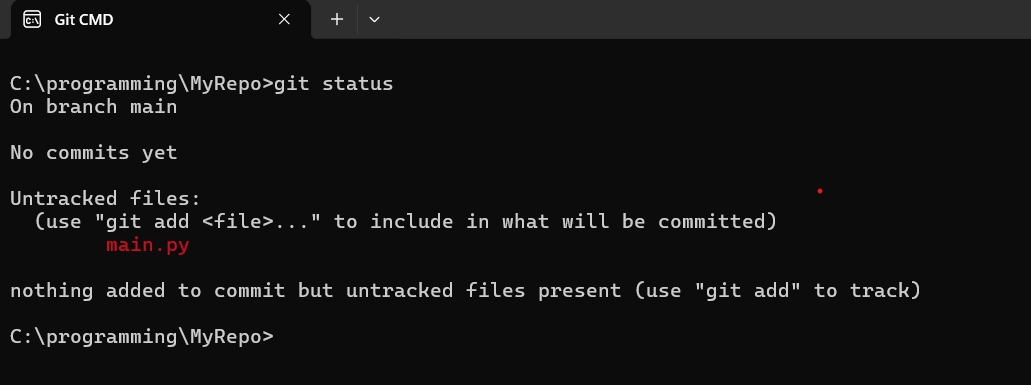 Git CMD
C:\programming\MyRepo>git status
On branch main
No commits yet
Untracked files:
(use "git add <file>..." to include in what will be committed)
main.py
nothing added to commit but untracked files present (use "git add" to track)
C:\programming\MyRepo>